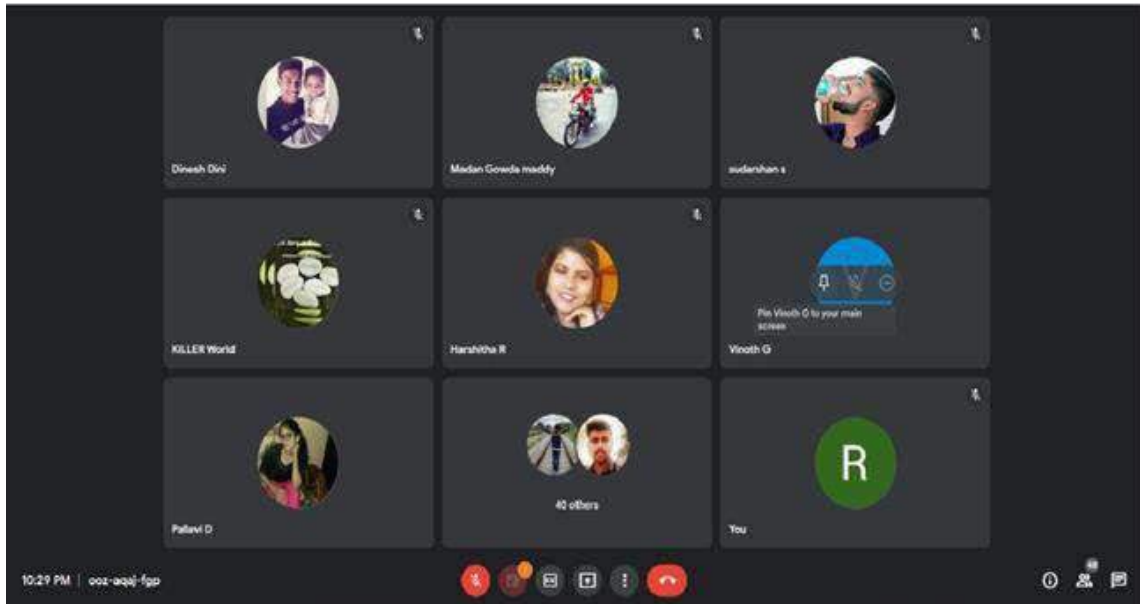 Dinesh Dini
Madan Gowda maddy
sudarshan s
KILLER World
Harshitha R
Pin Vinoth G to your main
screen
Vinoth G
Pallavi D
40 others
R
You
10:29 PM | ooz-aqaj-fgp
48